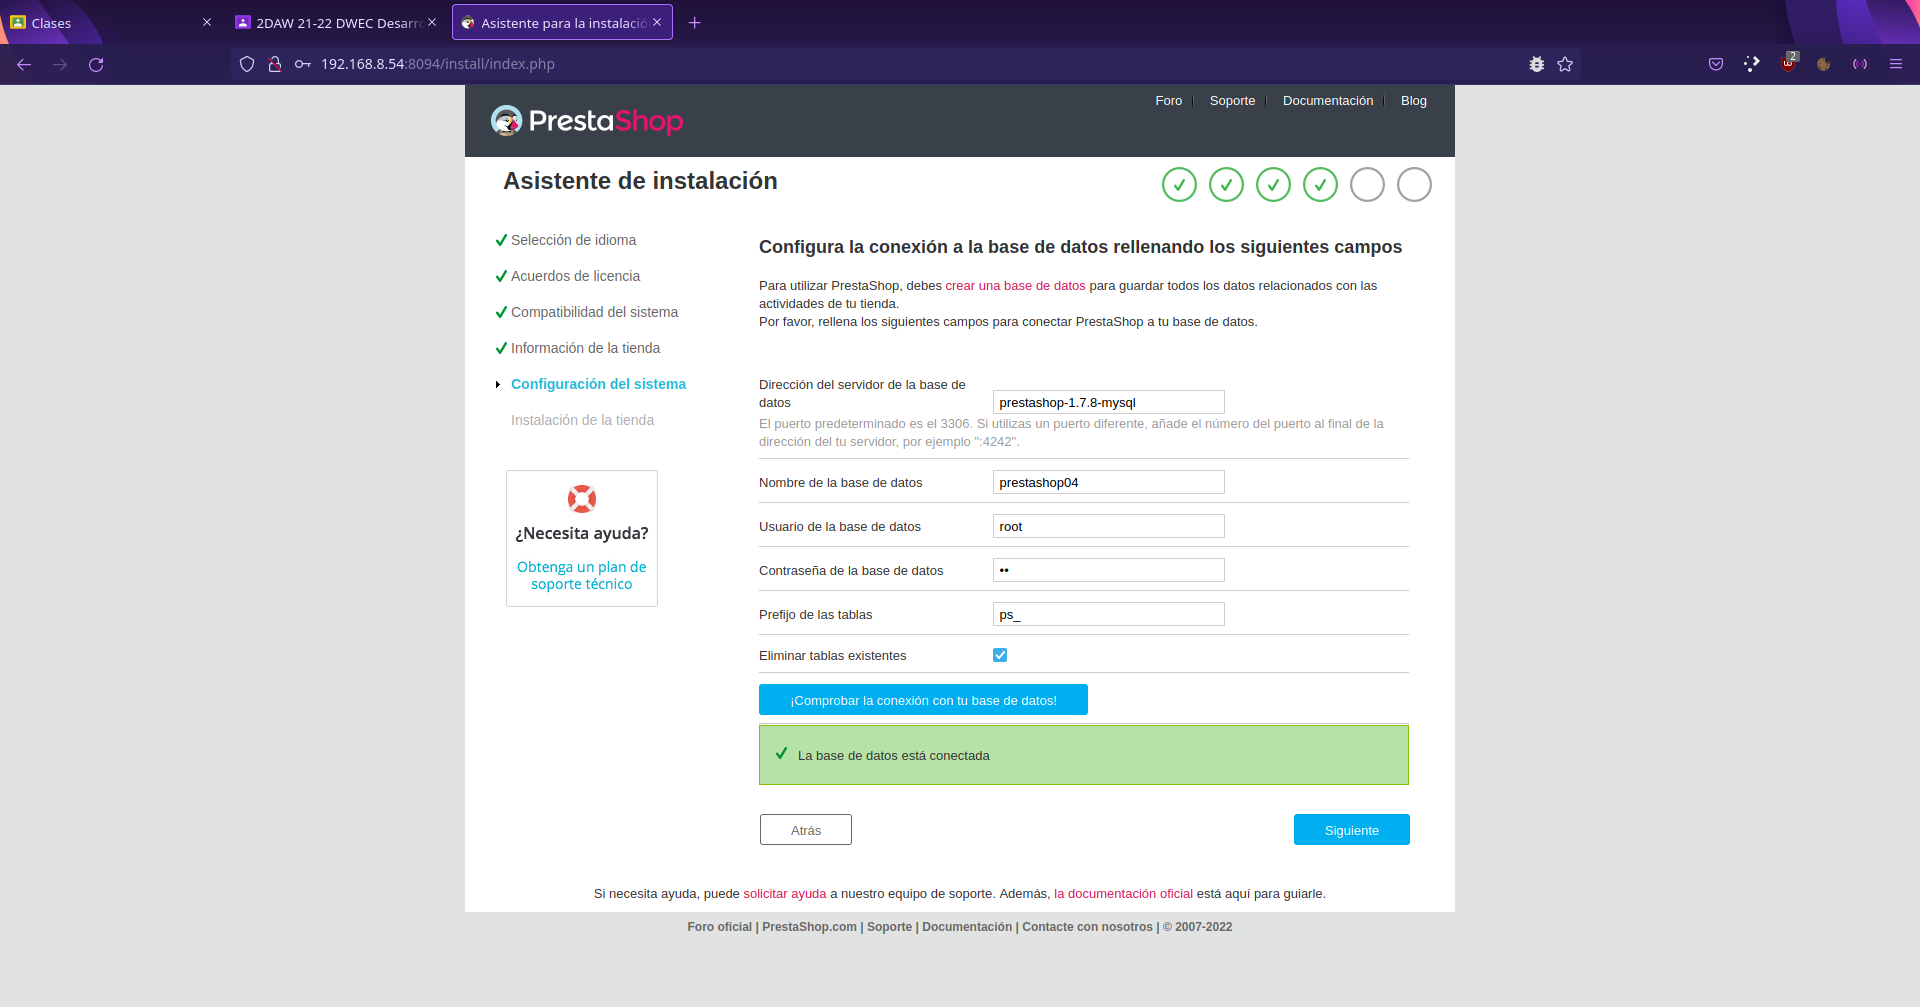 Clases
2DAW 21-22 DWEC Desarro
Asistente para la instalació
192.168.8.54:8094/install/index.php
2
PrestaShop
Foro
Soporte
Documentación
Blog
Asistente de instalación
Selección de idioma
Acuerdos de licencia
Compatibilidad del sistema
Información de la tienda
Configuración del sistema
Instalación de la tienda
¿Necesita ayuda?
Obtenga un plan de
soporte técnico
Configura la conexión a la base de datos rellenando los siguientes campos
Para utilizar PrestaShop, debes crear una base de datos para guardar todos los datos relacionados con las
actividades de tu tienda.
Por favor, rellena los siguientes campos para conectar PrestaShop a tu base de datos.
Dirección del servidor de la base de
datos
prestashop-1.7.8-mysql
El puerto predeterminado es el 3306. Si utilizas un puerto diferente, añade el número del puerto al final de la
dirección del tu servidor, por ejemplo ":4242".
Nombre de la base de datos
prestashop04
Usuario de la base de datos
root
Contraseña de la base de datos
••
Prefijo de las tablas
ps_
Eliminar tablas existentes
¡Comprobar la conexión con tu base de datos!
La base de datos está conectada
Atrás
Siguiente
Si necesita ayuda, puede solicitar ayuda a nuestro equipo de soporte. Además, la documentación oficial está aquí para guiarle.
Foro oficial | PrestaShop.com | Soporte | Documentación | Contacte con nosotros | © 2007-2022